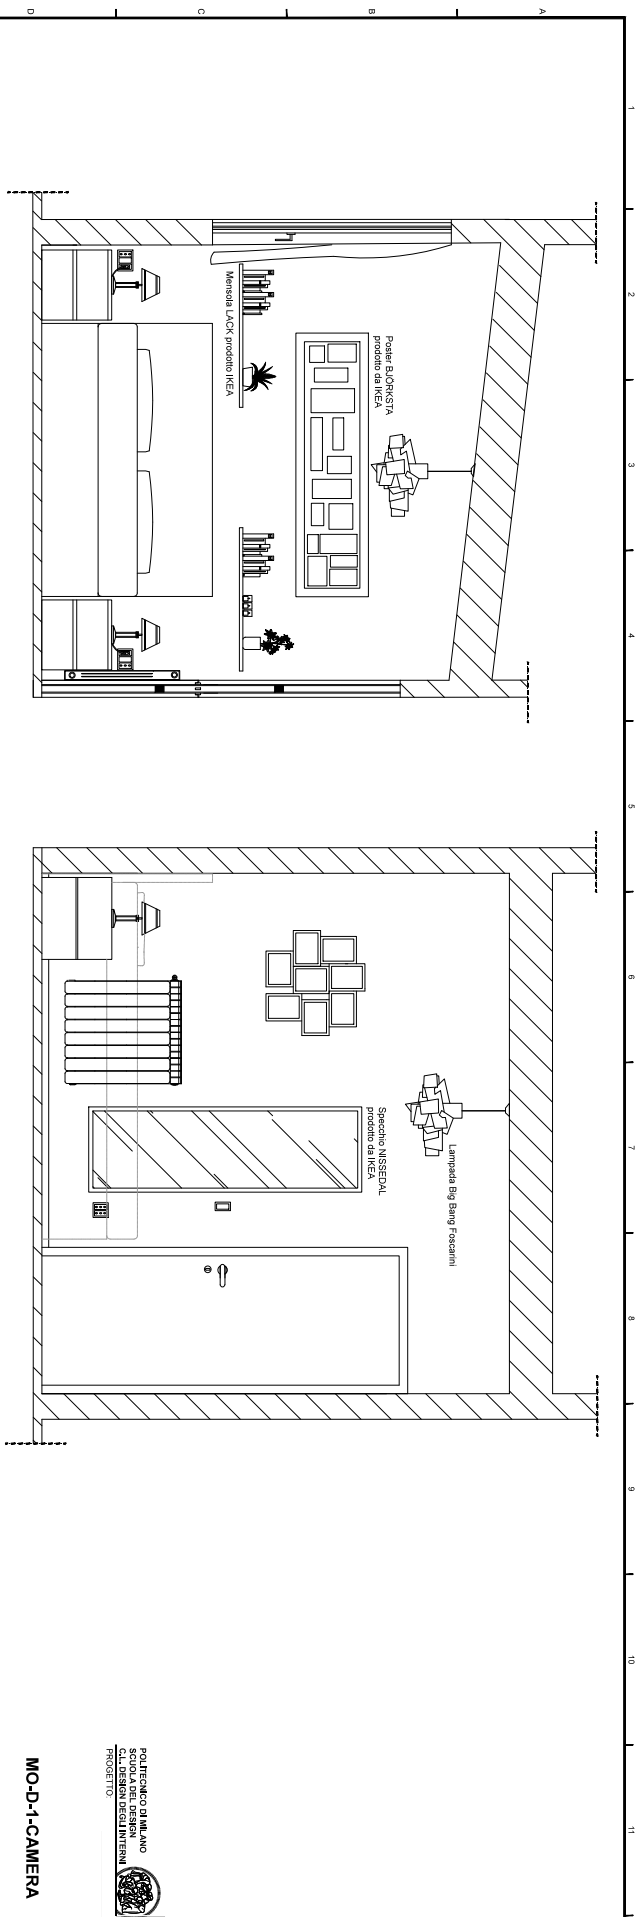 1
2
3
4
5
6
7
8
9
10
11
A
B
C
D
Poster BJÖRKSTA
prodotto da IKEA
Mensola LACK prodotto IKEA
Lampada Big Bang Foscarini
Specchio NISSEDAL
prodotto da IKEA
POLITECNICO DI MILANO
SCUOLA DEL DESIGN
C.L. DESIGN DEGLI INTERNI
PROGETTO:
MO-D-1-CAMERA